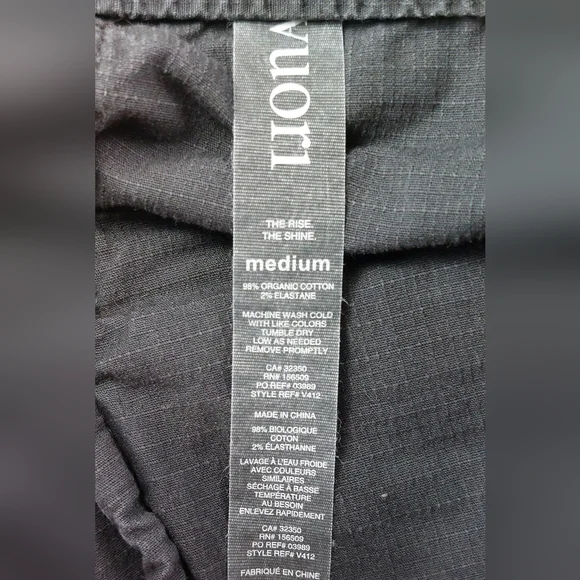 vuori
THE RISE.
THE SHINE.
medium
98% ORGANIC COTTON
2% ELASTANE
MACHINE WASH COLD
WITH LIKE COLORS
TUMBLE DRY
LOW AS NEEDED
REMOVE PROMPTLY
CA# 32350
RN# 156509
PO REF# 03989
STYLE REF# V412
MADE IN CHINA
98% BIOLOGIQUE
COTON
2% ÉLASTHANNE
LAVAGE À L'EAU FROIDE
AVEC COULEURS
SIMILAIRES
SÉCHAGE À BASSE
TEMPÉRATURE
AU BESOIN
ENLEVEZ RAPIDEMENT
CA# 32350
RN# 156509
PO REF# 03989
STYLE REF# V412
FABRIQUÉ EN CHINE